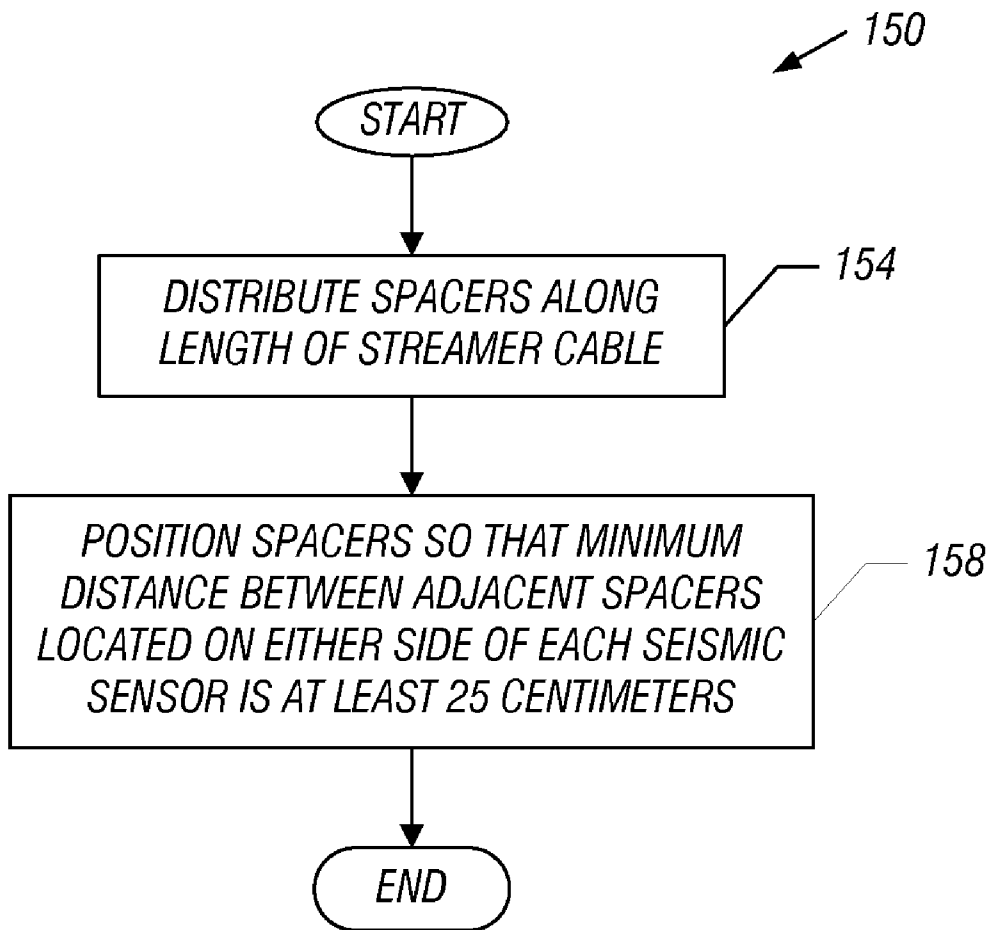 150
START
DISTRIBUTE SPACERS ALONG
LENGTH OF STREAMER CABLE
154
POSITION SPACERS SO THAT MINIMUM
DISTANCE BETWEEN ADJACENT SPACERS
LOCATED ON EITHER SIDE OF EACH SEISMIC
SENSOR IS AT LEAST 25 CENTIMETERS
158
END